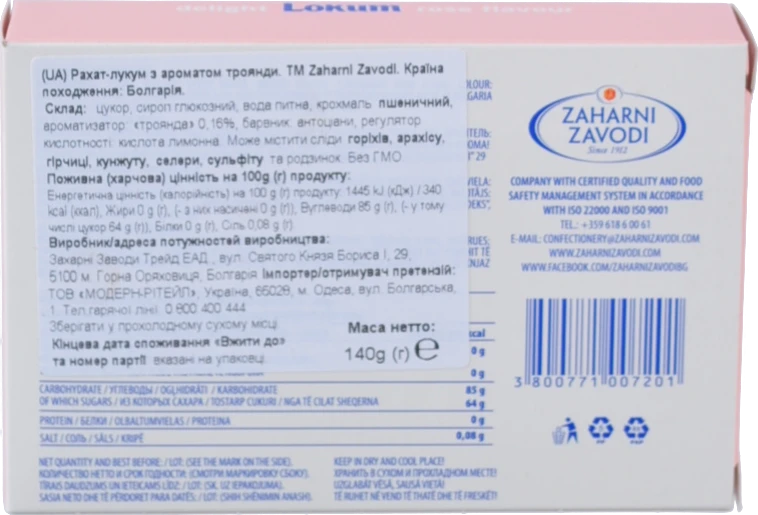 delight Lokum rose flavour
(UA) Рахат-лукум з ароматом троянди. ТМ Zaharni Zavodi. Країна
походження: Болгарія.
Склад: цукор, сироп глюкозний, вода питна, крохмаль пшеничний,
ароматизатор: «троянда» 0,16%, барвник: антоціани, регулятор
кислотності: кислота лимонна. Може містити сліди горіхів, арахісу,
гірчиці, кунжуту, селери, сульфіту та родзинок. Без ГМО
Поживна (харчова) цінність на 100g (г) продукту:
Енергетична цінність (калорійність) на 100 g (г) продукту: 1445 kJ (кДж) / 340
kcal (ккал), Жири 0 g (г), (- з них насичені 0 g (г)), Вуглеводи 85 g (г), (- у тому
числі цукор 64 g (г)), Білки 0 g (г), Сіль 0,08 g (г).
Виробник/адреса потужностей виробництва:
Захарні Заводи Трейд ЕАД , вул. Святого Князя Бориса І, 29,
5100 м. Горна Оряховиця, Болгарія Імпортер/отримувач претензій:
ТОВ «МОДЕРН-РІТЕЙЛ», Україна, 65028, м. Одеса, вул. Болгарська,
1. Тел.гарячої лінії: 0 800 400 444
Зберігати у прохолодному сухому місці.
Кінцева дата споживання «Вжити до»
та номер партії вказані на упаковці.
Маса нетто:
140g (г) ℮
LOUR:
GARIA
29
ZAHARNI
ZAVODI
Since 1912
COMPANY WITH CERTIFIED QUALITY AND FOOD
SAFETY MANAGEMENT SYSTEM IN ACCORDANCE
WITH ISO 22000 AND ISO 9001
TEL.: +359 618 6 00 61
E-MAIL: CONFECTIONERY@ZAHARNIZAVODI.COM
WWW.ZAHARNIZAVODI.COM
WWW.FACEBOOK.COM/ZAHARNIZAVODIBG
kcal
0 g
0 g
CARBOHYDRATE / УГЛЕВОДЫ / OGĻHIDRĀTI / KARBOHIDRATE 85 g
OF WHICH SUGARS / ИЗ КОТОРЫХ САХАРА / TOSTARP CUKURI / NGA TË CILAT SHEQERNA 64 g
PROTEIN / БЕЛКИ / OLBALTUMVIELAS / PROTEINA 0 g
SALT / СОЛЬ / SĀLS / KRIPË 0,08 g
3 800771 007201
NET QUANTITY AND BEST BEFORE: / LOT: (SEE THE MARK ON THE SIDE).
КОЛИЧЕСТВО НЕТТО И СРОК ГОДНОСТИ: (СМОТРИ МАРКИРОВКУ СБОКУ).
TĪRAIS DAUDZUMS UN IETEICAMS LĪDZ: / LOT: (SK. UZ IEPAKOJUMA).
SASIA NETO DHE TË PËRDORET PARA DATËS: / LOT: (SHIH SHËNIMIN ANASH).
KEEP IN DRY AND COOL PLACE!
ХРАНИТЬ В СУХОМ И ПРОХЛАДНОМ МЕСТЕ!
UZGLABĀT VĒSĀ, SAUSĀ VIETĀ!
TË RUHET NË VEND TË THATË DHE TË FRESKËT!